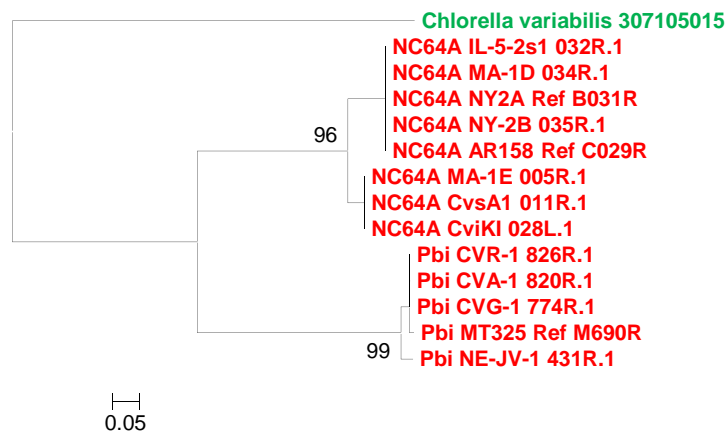 Chlorella variabilis 307105015
NC64A IL-5-2s1 032R.1
NC64A MA-1D 034R.1
NC64A NY2A Ref B031R
NC64A NY-2B 035R.1
96
NC64A AR158 Ref C029R
NC64A MA-1E 005R.1
NC64A CvsA1 011R.1
NC64A CviKI 028L.1
Pbi CVR-1 826R.1
Pbi CVA-1 820R.1
Pbi CVG-1 774R.1
Pbi MT325 Ref M690R
99
Pbi NE-JV-1 431R.1
0.05